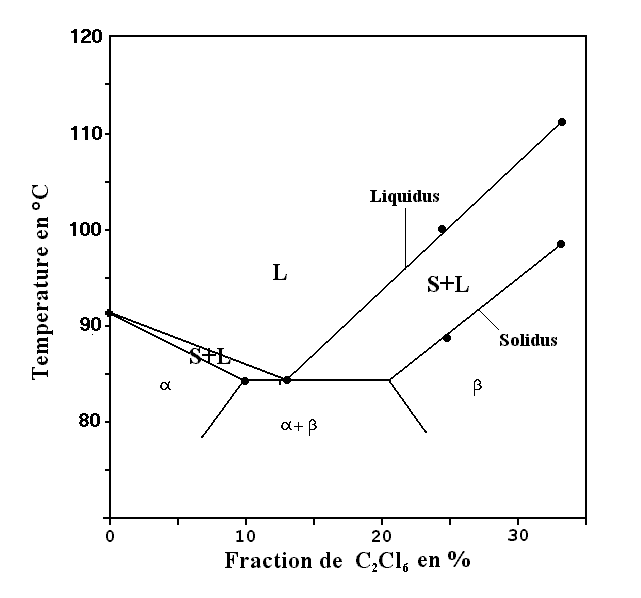 120
110
100
90
80
Temperature en °C
Liquidus
L
S+L
S+L
Solidus
α
β
α+ β
0
10
20
30
Fraction de C₂Cl₆ en %